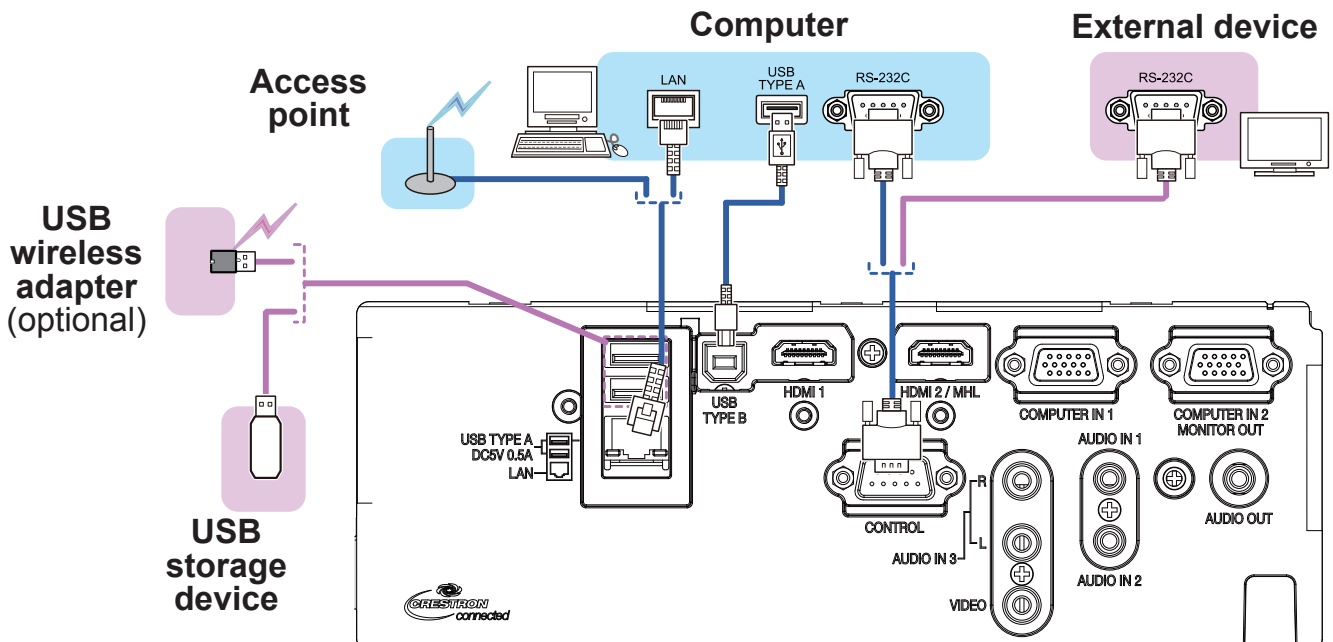 Computer
External device
Access
point
LAN
USB
TYPE A
RS-232C
RS-232C
USB
wireless
adapter
(optional)
USB
storage
device
USB TYPE A
DC5V 0.5A
LAN
USB
TYPE B
HDMI 1
HDMI 2 / MHL
COMPUTER IN 1
COMPUTER IN 2
MONITOR OUT
CONTROL
R
L
AUDIO IN 3
VIDEO
AUDIO IN 1
AUDIO IN 2
AUDIO OUT
CRESTRON
connected